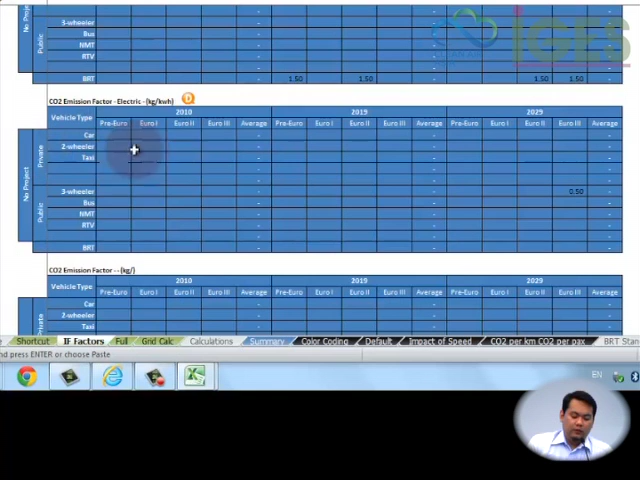 IGES
3-wheeler
Bus
NMT
RTV
BRT 1.50 1.50 1.50 1.50
No Project
Public
CO2 Emission Factor - Electric - (kg/kwh)
Vehicle Type 2010 2019 2029
Pre-Euro Euro I Euro II Euro III Average Pre-Euro Euro I Euro II Euro III Average Pre-Euro Euro I Euro II Euro III Average
No Project
Private
Public
Car - - -
2-wheeler - - -
Taxi - - -
- - -
- - -
3-wheeler - - 0.50 -
Bus - - -
NMT - - -
RTV - - -
- - -
BRT - - -
CO2 Emission Factor - - (kg/)
Vehicle Type 2010 2019 2029
Pre-Euro Euro I Euro II Euro III Average Pre-Euro Euro I Euro II Euro III Average Pre-Euro Euro I Euro II Euro III Average
Private
Car - - -
2-wheeler - - -
Taxi - - -
Shortcut IF Factors Full Grid Calc Calculations Summary Color Coding Default Impact of Speed CO2 per km CO2 per pax BRT Stan
nd press ENTER or choose Paste
EN